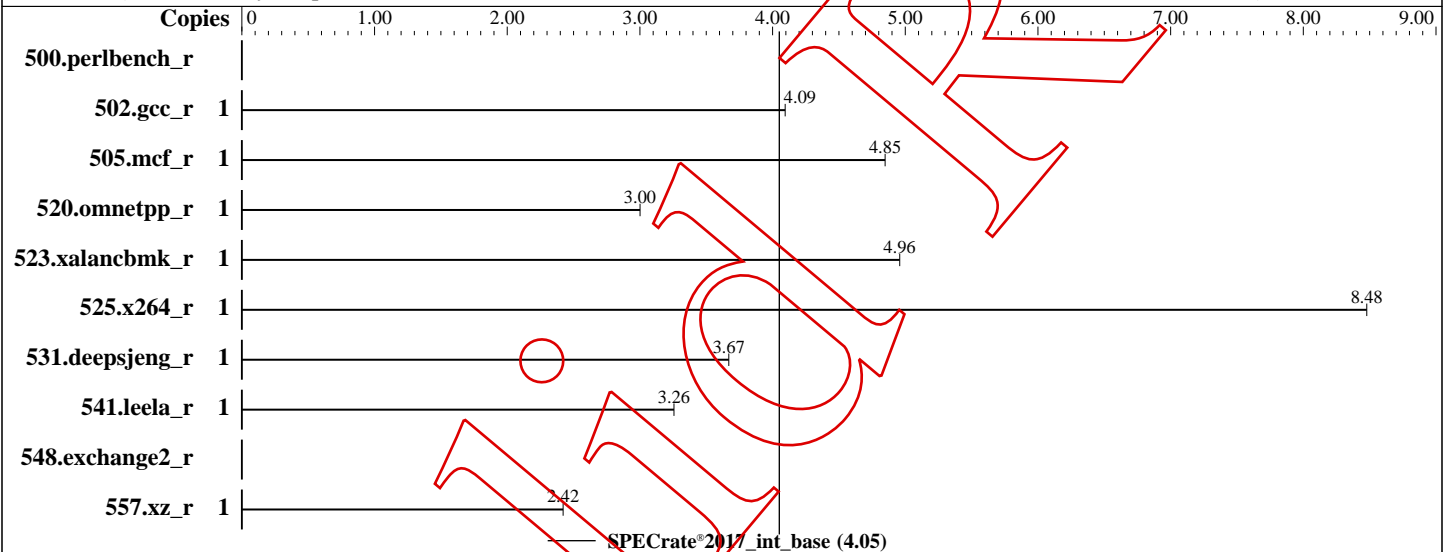 Copies 0 1.00 2.00 3.00 4.00 5.00 6.00 7.00 8.00 9.00
500.perlbench_r
502.gcc_r 1 4.09
505.mcf_r 1 4.85
520.omnetpp_r 1 3.00
523.xalancbmk_r 1 4.96
525.x264_r 1 8.48
531.deepsjeng_r 1 3.67
541.leela_r 1 3.26
548.exchange2_r
557.xz_r 1 2.42
SPECrate®2017_int_base (4.05)